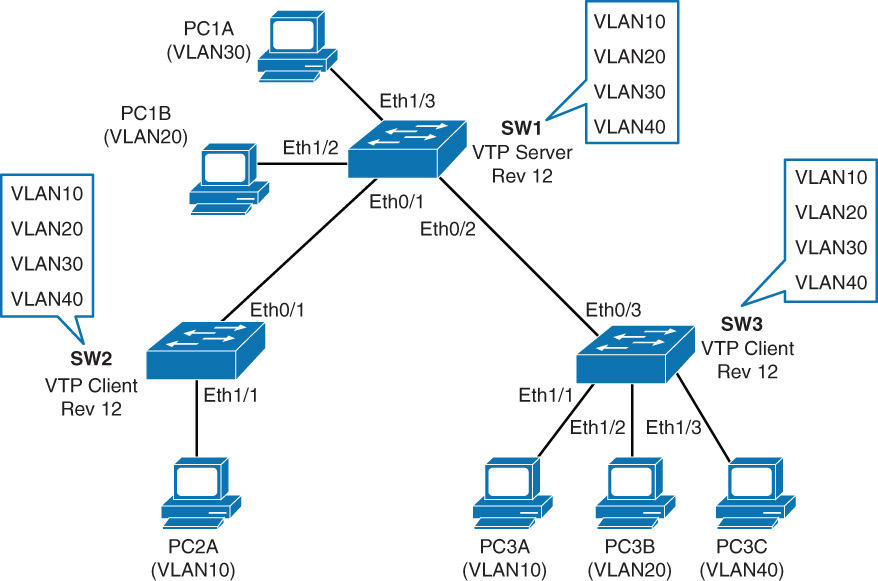 PC1A
(VLAN30)
Eth1/3
PC1B
(VLAN20)
Eth1/2
SW1
VTP Server
Rev 12
VLAN10
VLAN20
VLAN30
VLAN40
Eth0/1
Eth0/2
VLAN10
VLAN20
VLAN30
VLAN40
Eth0/1
SW2
VTP Client
Rev 12
Eth1/1
PC2A
(VLAN10)
VLAN10
VLAN20
VLAN30
VLAN40
Eth0/3
SW3
VTP Client
Rev 12
Eth1/1
Eth1/2
Eth1/3
PC3A
(VLAN10)
PC3B
(VLAN20)
PC3C
(VLAN40)